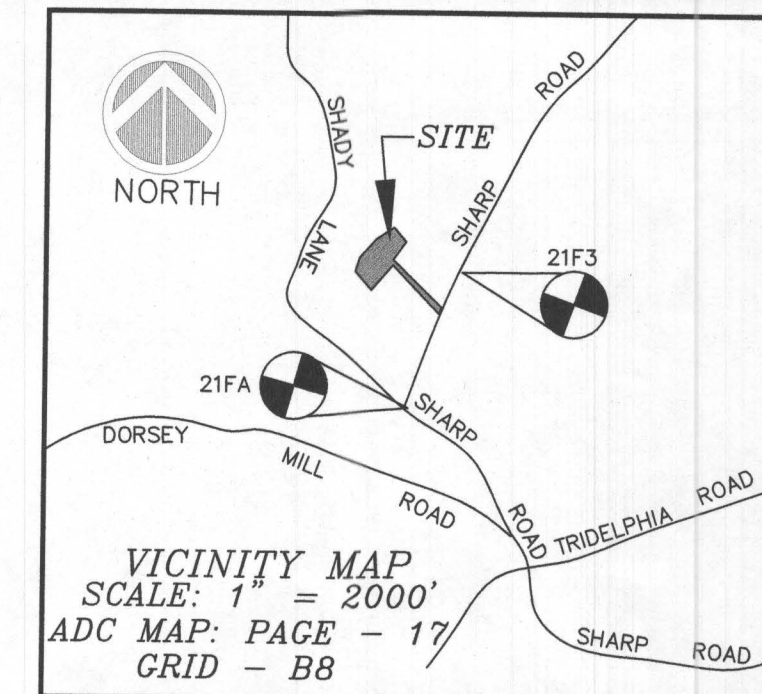 NORTH
SHADY
LANE
SITE
SHARP
ROAD
21F3
21FA
SHARP
ROAD
DORSEY
MILL
ROAD
TRIDELPHIA ROAD
SHARP ROAD
VICINITY MAP
SCALE: 1" = 2000'
ADC MAP: PAGE - 17
GRID - B8